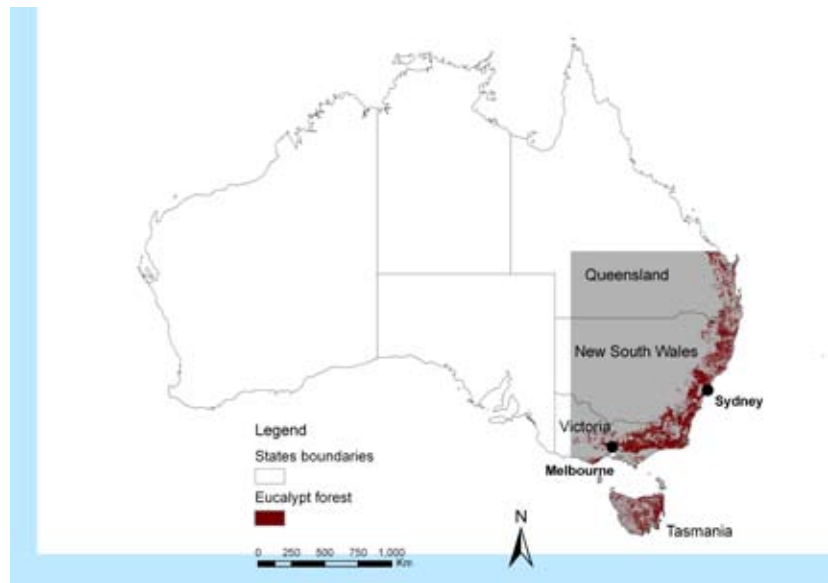 Queensland
New South Wales
Sydney
Victoria
Melbourne
Tasmania
Legend
States boundaries
Eucalypt forest
N
0 250 500 750 1,000
Km